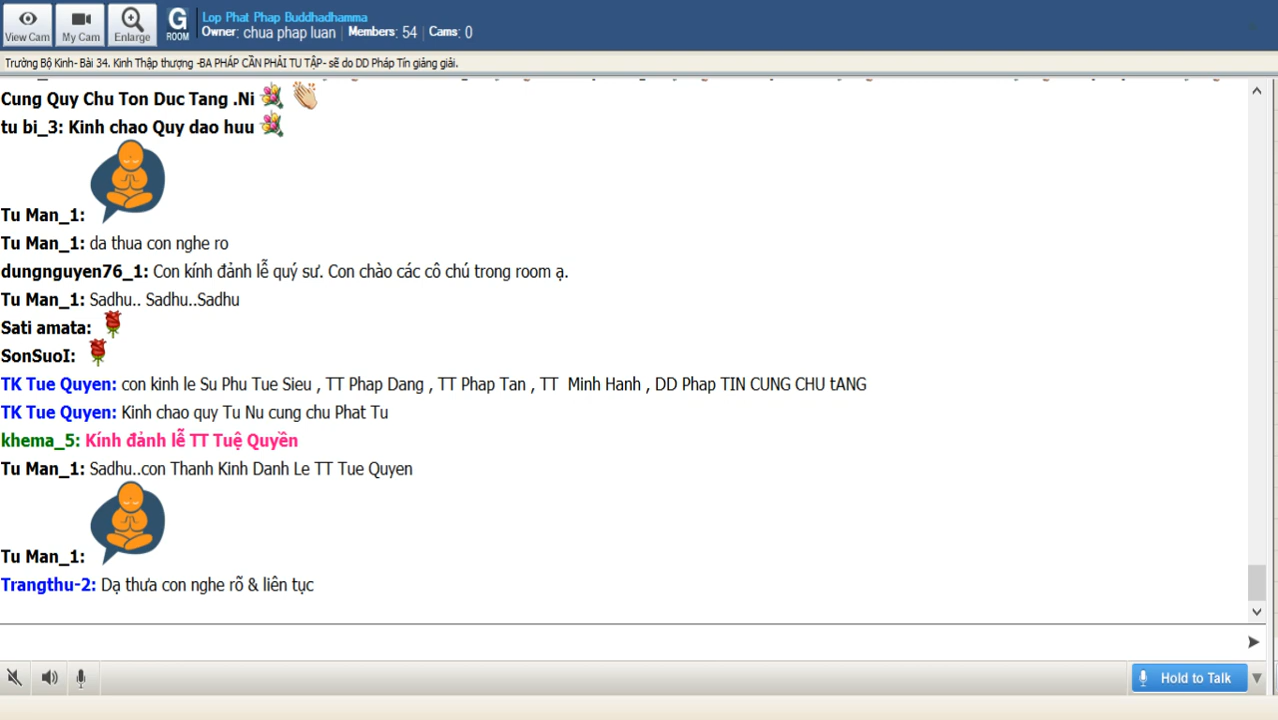 View Cam
My Cam
Enlarge
G
ROOM
Lop Phat Phap Buddhadhamma
Owner: chua phap luan | Members: 54 | Cams: 0
Trường Bộ Kinh- Bài 34. Kinh Thập thượng -BA PHÁP CẦN PHẢI TU TẬP- sẽ do DD Pháp Tín giảng giải.
Cung Quy Chu Ton Duc Tang .Ni
tu bi_3: Kinh chao Quy dao huu
Tu Man_1:
Tu Man_1: da thua con nghe ro
dungnguyen76_1: Con kính đảnh lễ quý sư. Con chào các cô chú trong room ạ.
Tu Man_1: Sadhu.. Sadhu..Sadhu
Sati amata:
SonSuoI:
TK Tue Quyen: con kinh le Su Phu Tue Sieu , TT Phap Dang , TT Phap Tan , TT Minh Hanh , DD Phap TIN CUNG CHU tANG
TK Tue Quyen: Kinh chao quy Tu Nu cung chu Phat Tu
khema_5: Kính đảnh lễ TT Tuệ Quyền
Tu Man_1: Sadhu..con Thanh Kinh Danh Le TT Tue Quyen
Tu Man_1:
Trangthu-2: Dạ thưa con nghe rõ & liên tục
Hold to Talk